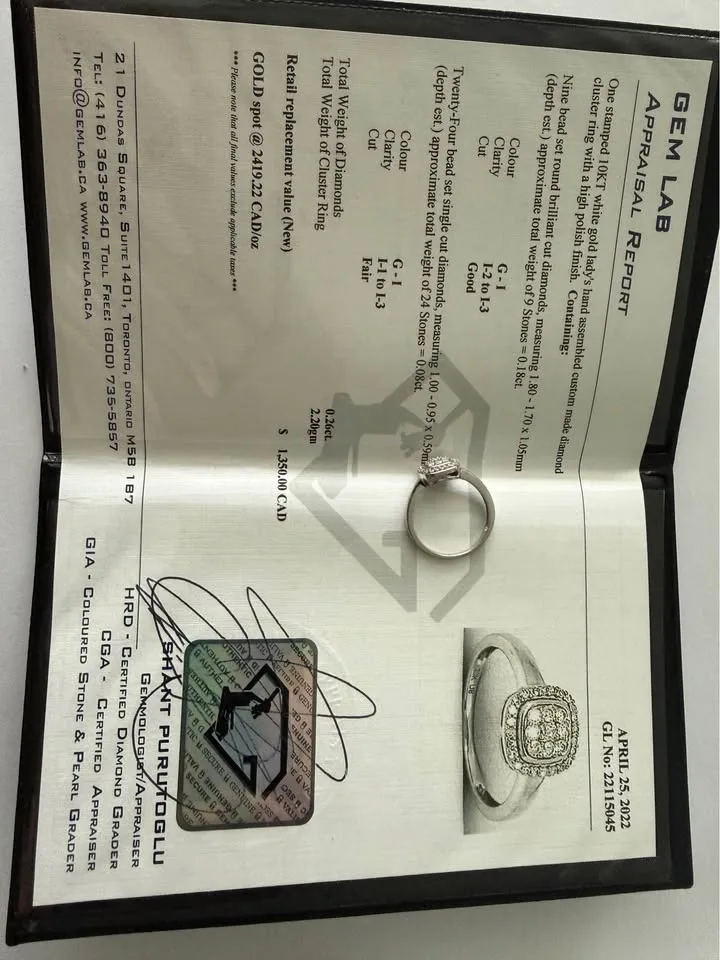 GEM LAB
APPRAISAL REPORT
APRIL 25, 2022
GL No: 22115045
One stamped 10KT white gold lady's hand assembled custom made diamond
cluster ring with a high polish finish. Containing:
Nine bead set round brilliant cut diamonds, measuring 1.80 - 1.70 x 1.05mm
(depth est.) approximate total weight of 9 Stones = 0.18ct.
Colour G - I
Clarity I-2 to I-3
Cut Good
Twenty-Four bead set single cut diamonds, measuring 1.00 - 0.95 x 0.59m
(depth est.) approximate total weight of 24 Stones = 0.08ct.
Colour G - I
Clarity I-1 to I-3
Cut Fair
Total Weight of Diamonds 0.26ct.
Total Weight of Cluster Ring 2.20gm
Retail replacement value (New) $ 1,350.00 CAD
GOLD spot @ 2419.22 CAD/oz
*** Please note that all final values exclude applicable taxes ***
SHANT PURUTOGLU
GEMMOLOGIST/APPRAISER
HRD - CERTIFIED DIAMOND GRADER
CGA - CERTIFIED APPRAISER
GIA - COLOURED STONE & PEARL GRADER
21 DUNDAS SQUARE, SUITE 1401, TORONTO, ONTARIO M5B 1B7
TEL: (416) 363-8940 TOLL FREE: (800) 735-5857
INFO@GEMLAB.CA WWW.GEMLAB.CA